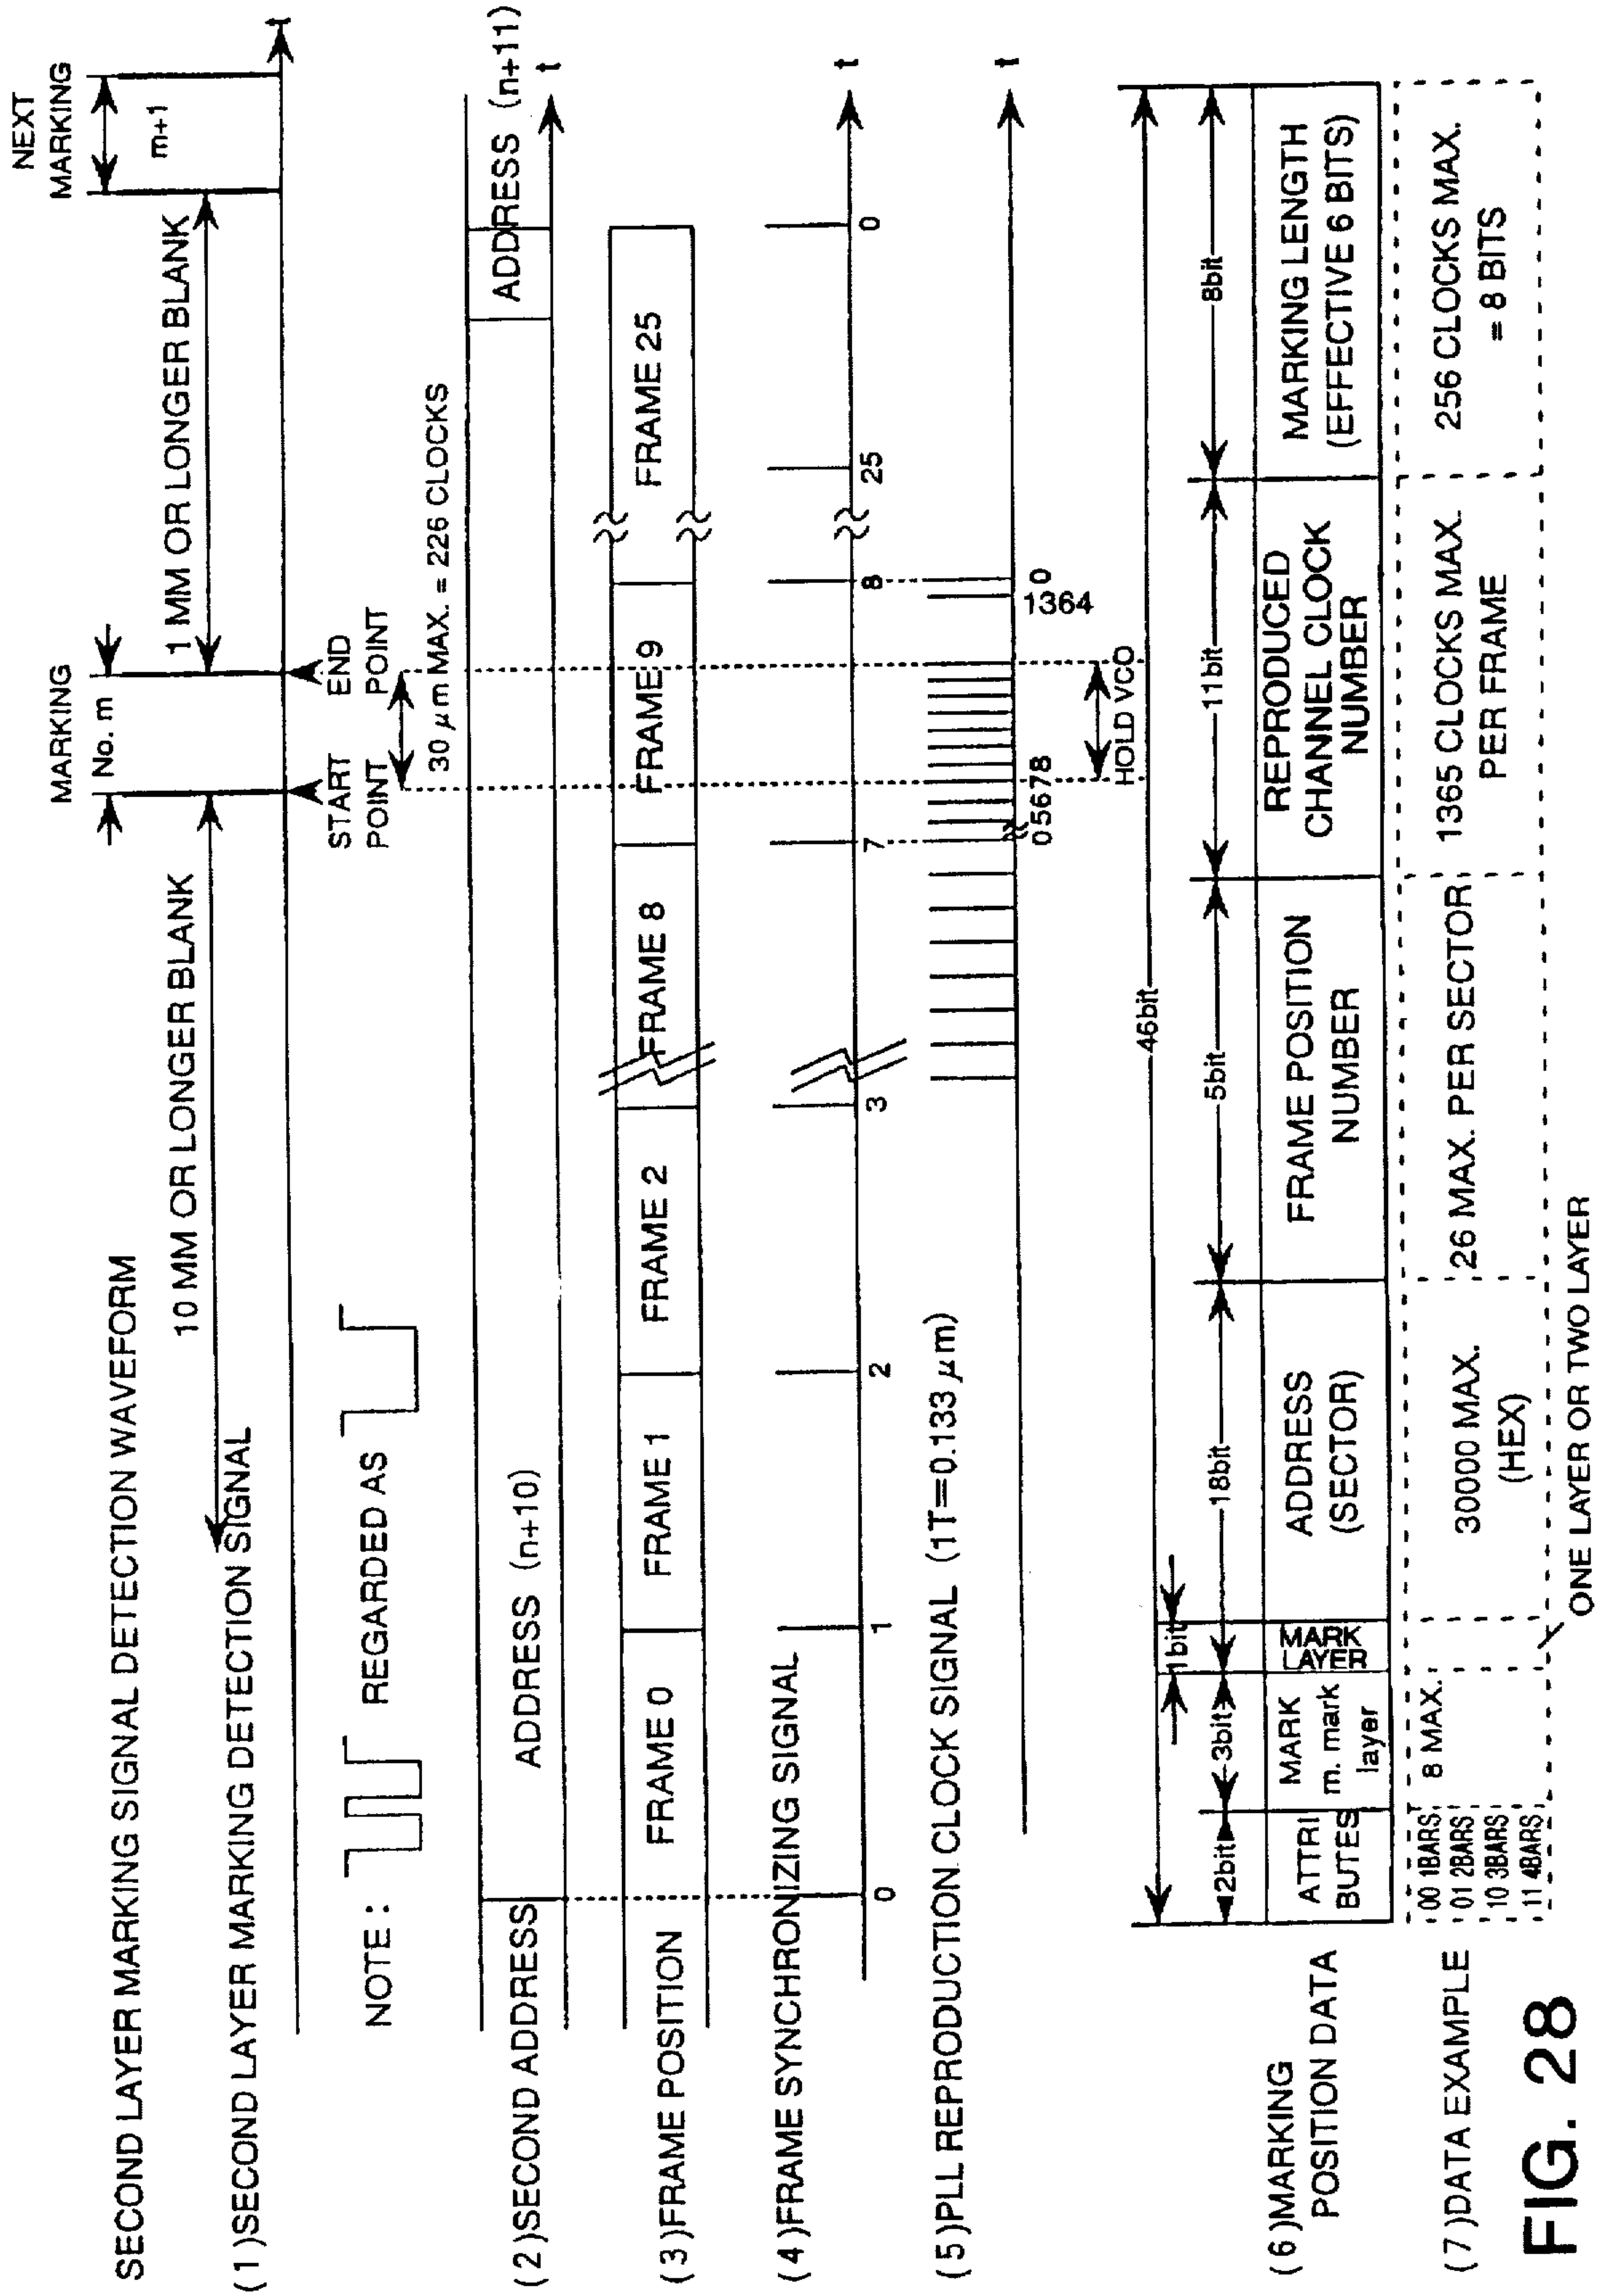 SECOND LAYER MARKING SIGNAL DETECTION WAVEFORM
MARKING
No. m
NEXT
MARKING
m+1
10 MM OR LONGER BLANK
1 MM OR LONGER BLANK
(1)SECOND LAYER MARKING DETECTION SIGNAL
t
START
POINT
END
POINT
NOTE :
REGARDED AS
30 μm MAX. = 226 CLOCKS
(2)SECOND ADDRESS
ADDRESS (n+10)
ADDRESS (n+11)
t
(3)FRAME POSITION
FRAME 0
FRAME 1
FRAME 2
FRAME 8
FRAME 9
FRAME 25
(4)FRAME SYNCHRONIZING SIGNAL
t
0
1
2
3
7
8
25
0
(5)PLL REPRODUCTION CLOCK SIGNAL (1T=0.133 μm)
t
05678
1364
0
HOLD VCO
46bit
1bit
2bit
3bit
18bit
5bit
11bit
8bit
(6)MARKING
POSITION DATA
ATTRI
BUTES
MARK
m. mark
layer
MARK
LAYER
ADDRESS
(SECTOR)
FRAME POSITION
NUMBER
REPRODUCED
CHANNEL CLOCK
NUMBER
MARKING LENGTH
(EFFECTIVE 6 BITS)
(7)DATA EXAMPLE
00 1BARS
01 2BARS
10 3BARS
11 4BARS
8 MAX.
30000 MAX.
(HEX)
26 MAX. PER SECTOR
1365 CLOCKS MAX.
PER FRAME
256 CLOCKS MAX.
= 8 BITS
ONE LAYER OR TWO LAYER
FIG. 28